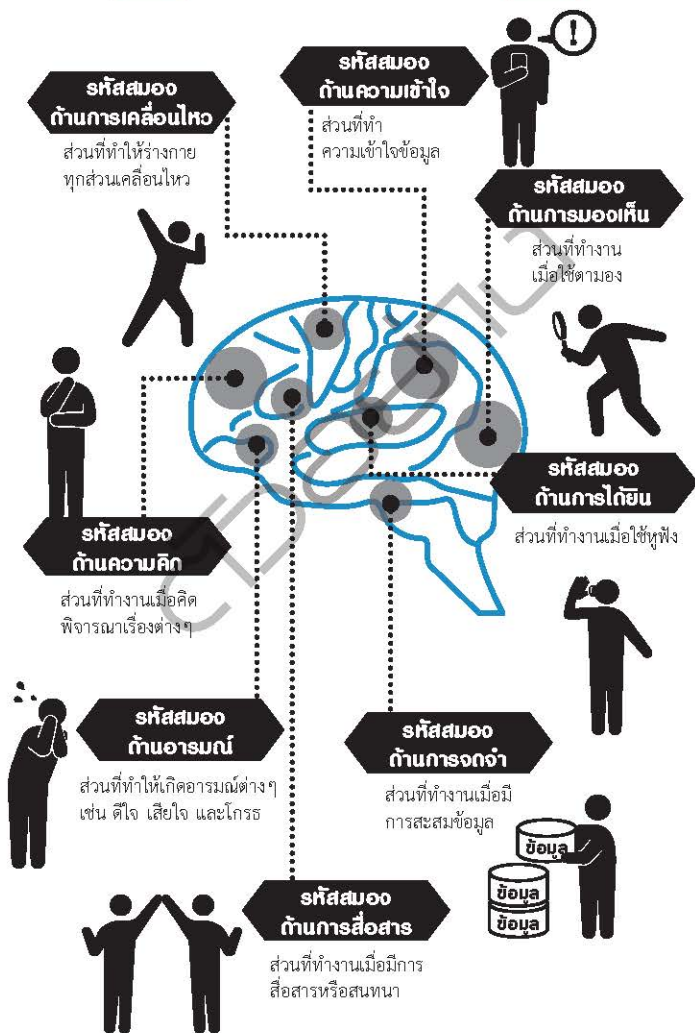 รหัสสมอง
ด้านความเข้าใจ
ส่วนที่ทำ
ความเข้าใจข้อมูล
รหัสสมอง
ด้านการเคลื่อนไหว
ส่วนที่ทำให้ร่างกาย
ทุกส่วนเคลื่อนไหว
รหัสสมอง
ด้านการมองเห็น
ส่วนที่ทำงาน
เมื่อใช้ตามอง
รหัสสมอง
ด้านการได้ยิน
ส่วนที่ทำงานเมื่อใช้หูฟัง
รหัสสมอง
ด้านความคิด
ส่วนที่ทำงานเมื่อคิด
พิจารณาเรื่องต่างๆ
รหัสสมอง
ด้านอารมณ์
ส่วนที่ทำให้เกิดอารมณ์ต่างๆ
เช่น ดีใจ เสียใจ และโกรธ
รหัสสมอง
ด้านการจดจำ
ส่วนที่ทำงานเมื่อมี
การสะสมข้อมูล
ข้อมูล
ข้อมูล
ข้อมูล
รหัสสมอง
ด้านการสื่อสาร
ส่วนที่ทำงานเมื่อมีการ
สื่อสารหรือสนทนา
!
ตัวอย่างหนังสือ